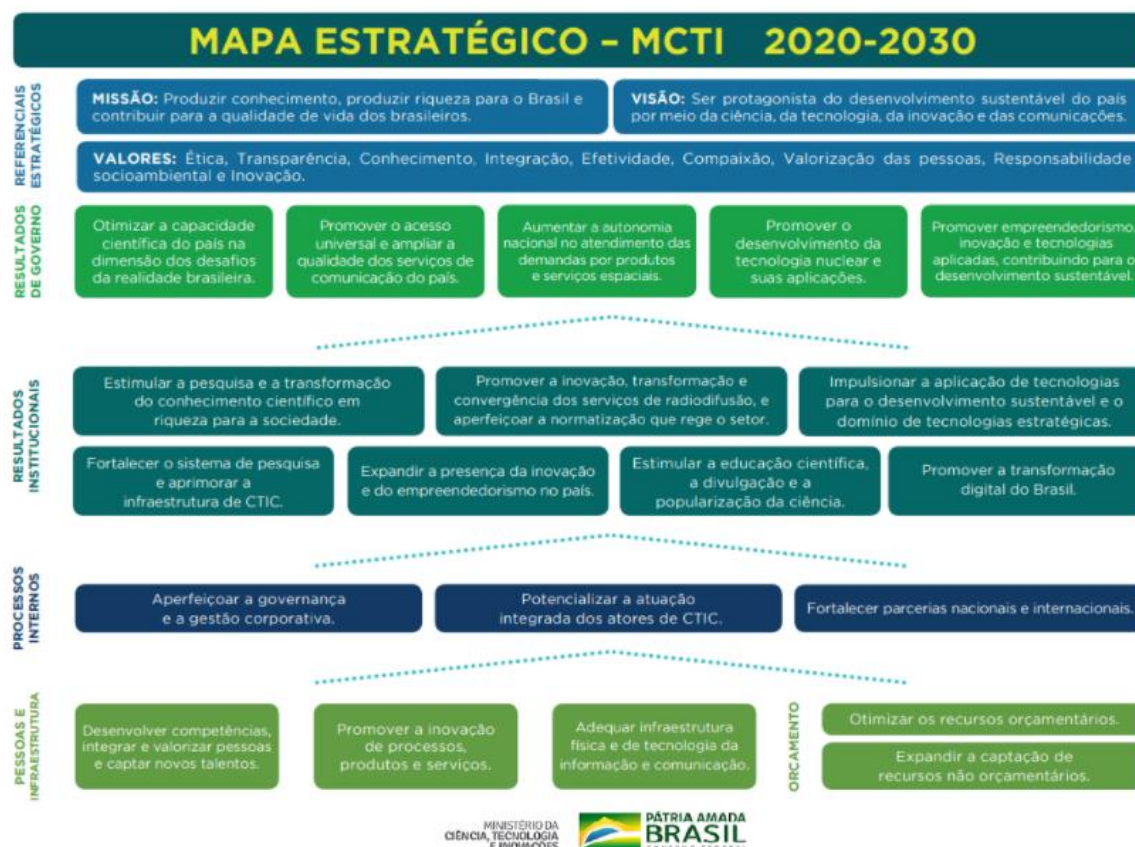 MAPA ESTRATÉGICO – MCTI 2020-2030
REFERENCIAIS
ESTRATÉGICOS
MISSÃO: Produzir conhecimento, produzir riqueza para o Brasil e
contribuir para a qualidade de vida dos brasileiros.
VISÃO: Ser protagonista do desenvolvimento sustentável do país
por meio da ciência, da tecnologia, da inovação e das comunicações.
VALORES: Ética, Transparência, Conhecimento, Integração, Efetividade, Compaixão, Valorização das pessoas, Responsabilidade
socioambiental e Inovação.
RESULTADOS
DE GOVERNO
Otimizar a capacidade
científica do país na
dimensão dos desafios
da realidade brasileira.
Promover o acesso
universal e ampliar a
qualidade dos serviços de
comunicação do país.
Aumentar a autonomia
nacional no atendimento das
demandas por produtos
e serviços espaciais.
Promover o
desenvolvimento da
tecnologia nuclear e
suas aplicações.
Promover empreendedorismo,
inovação e tecnologias
aplicadas, contribuindo para o
desenvolvimento sustentável.
RESULTADOS
INSTITUCIONAIS
Estimular a pesquisa e a transformação
do conhecimento científico em
riqueza para a sociedade.
Promover a inovação, transformação e
convergência dos serviços de radiodifusão, e
aperfeiçoar a normatização que rege o setor.
Impulsionar a aplicação de tecnologias
para o desenvolvimento sustentável e o
domínio de tecnologias estratégicas.
Fortalecer o sistema de pesquisa
e aprimorar a
infraestrutura de CTIC.
Expandir a presença da inovação
e do empreendedorismo no país.
Estimular a educação científica,
a divulgação e a
popularização da ciência.
Promover a transformação
digital do Brasil.
PROCESSOS
INTERNOS
Aperfeiçoar a governança
e a gestão corporativa.
Potencializar a atuação
integrada dos atores de CTIC.
Fortalecer parcerias nacionais e internacionais.
PESSOAS E
INFRAESTRUTURA
Desenvolver competências,
integrar e valorizar pessoas
e captar novos talentos.
Promover a inovação
de processos,
produtos e serviços.
Adequar infraestrutura
física e de tecnologia da
informação e comunicação.
ORÇAMENTO
Otimizar os recursos orçamentários.
Expandir a captação de
recursos não orçamentários.
MINISTÉRIO DA
CIÊNCIA, TECNOLOGIA
E INOVAÇÕES
PÁTRIA AMADA
BRASIL